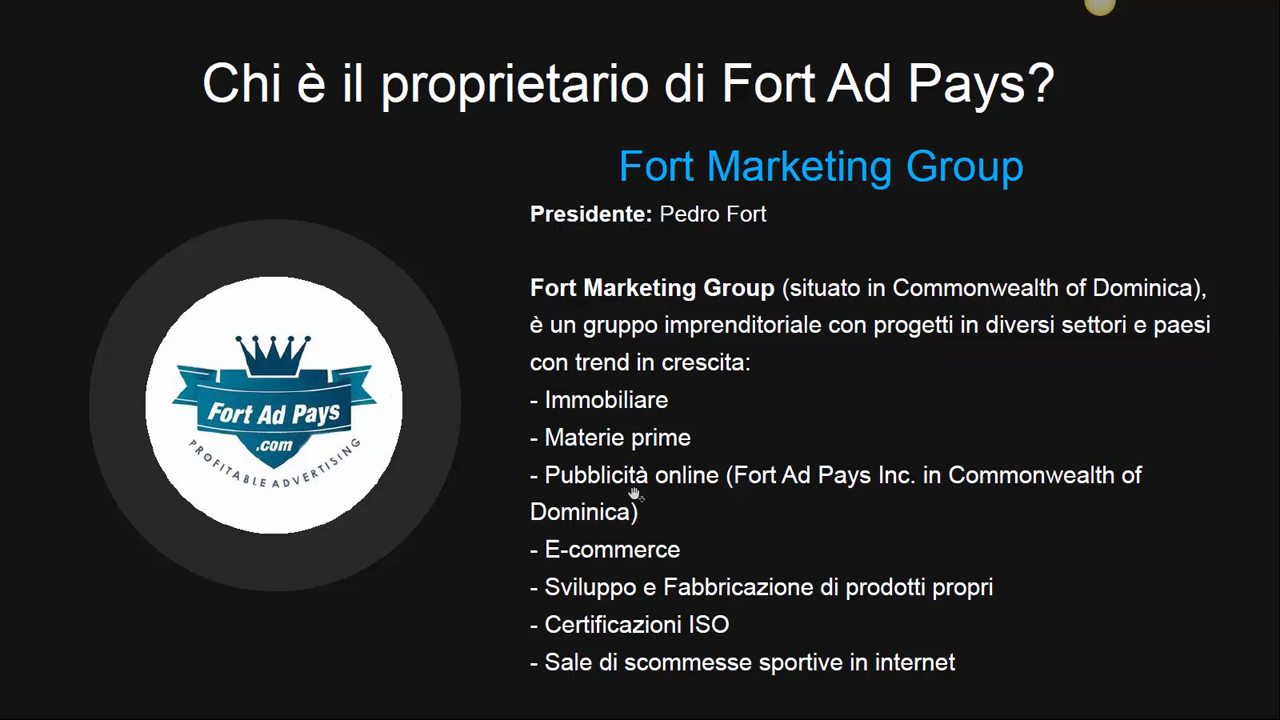 Chi è il proprietario di Fort Ad Pays?
Fort Marketing Group
Presidente: Pedro Fort
Fort Marketing Group (situato in Commonwealth of Dominica),
è un gruppo imprenditoriale con progetti in diversi settori e paesi
con trend in crescita:
- Immobiliare
- Materie prime
- Pubblicità online (Fort Ad Pays Inc. in Commonwealth of
Dominica)
- E-commerce
- Sviluppo e Fabbricazione di prodotti propri
- Certificazioni ISO
- Sale di scommesse sportive in internet
Fort Ad Pays
.com
PROFITABLE ADVERTISING